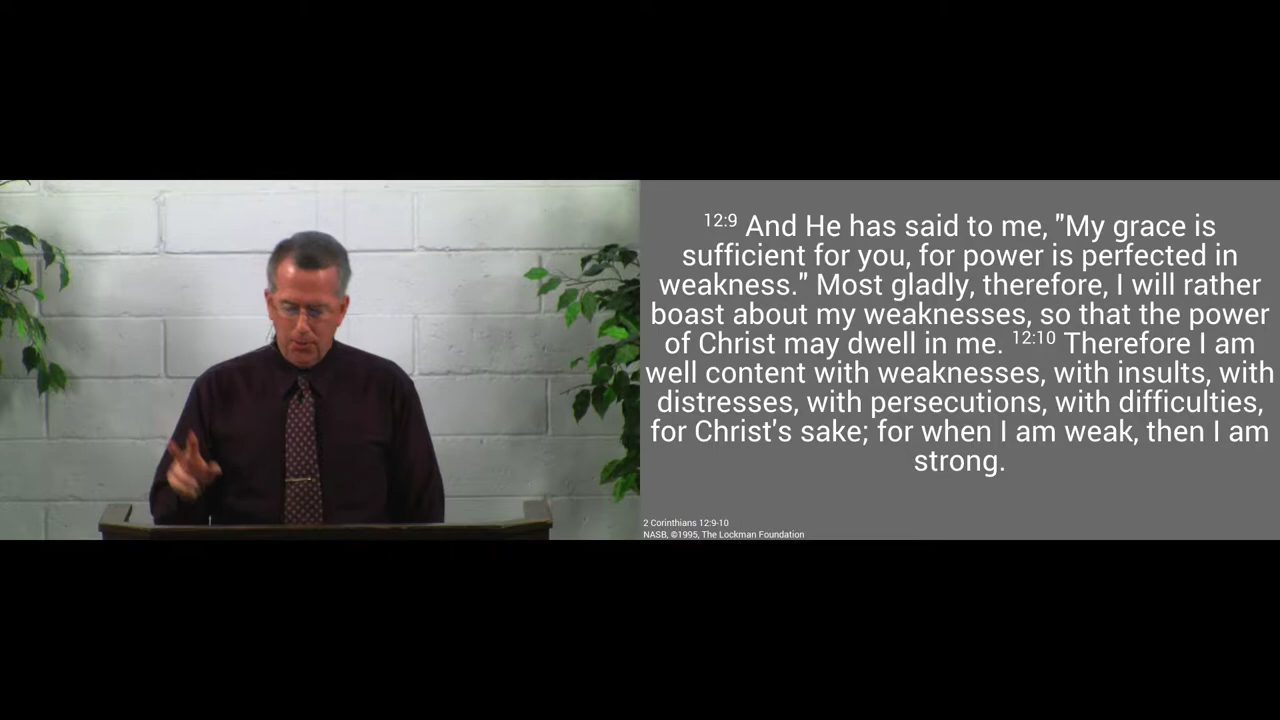 12:9 And He has said to me, "My grace is
sufficient for you, for power is perfected in
weakness." Most gladly, therefore, I will rather
boast about my weaknesses, so that the power
of Christ may dwell in me. 12:10 Therefore I am
well content with weaknesses, with insults, with
distresses, with persecutions, with difficulties,
for Christ's sake; for when I am weak, then I am
strong.
2 Corinthians 12:9-10
NASB, ©1995, The Lockman Foundation